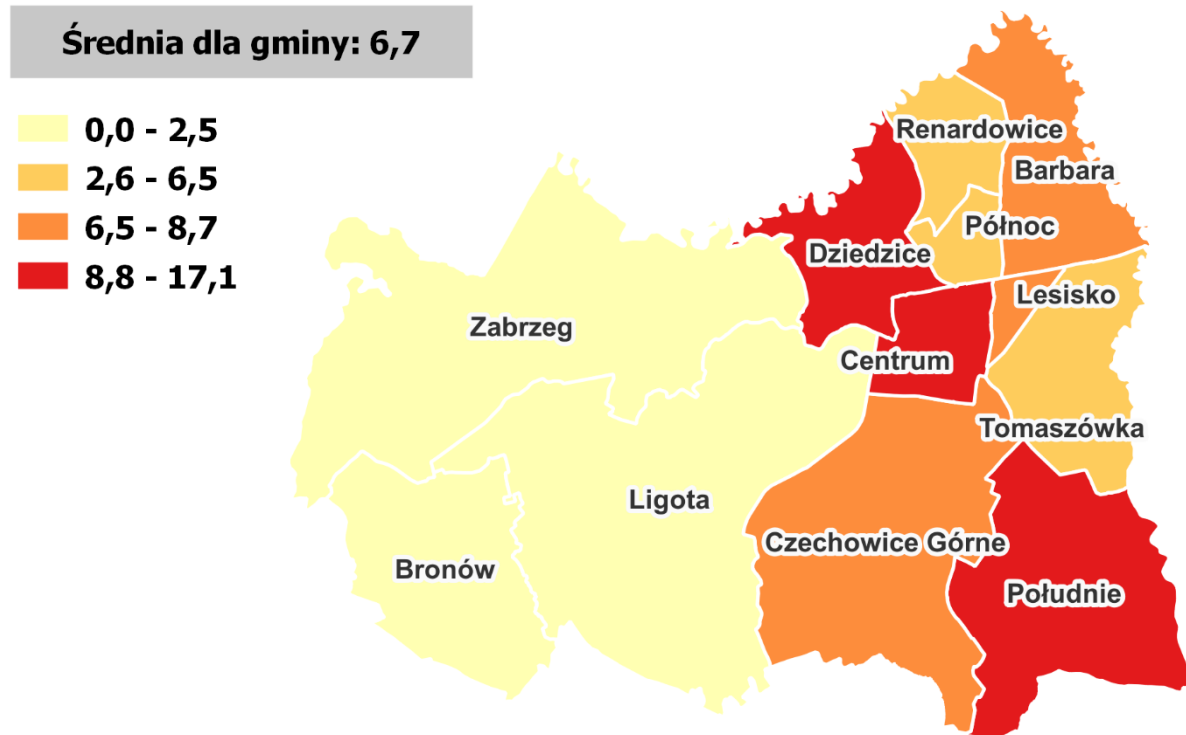 Średnia dla gminy: 6,7
0,0 - 2,5
2,6 - 6,5
6,5 - 8,7
8,8 - 17,1
Renardowice
Barbara
Północ
Dziedzice
Lesisko
Zabrzeg
Centrum
Tomaszówka
Ligota
Czechowice Górne
Bronów
Południe